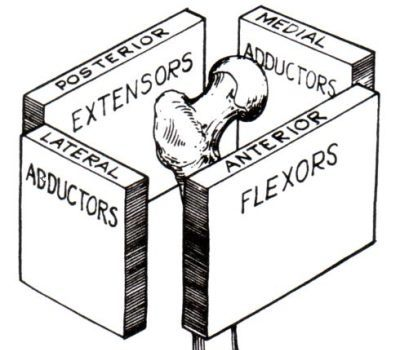 POSTERIOR
EXTENSORS
MEDIAL
ADDUCTORS
LATERAL
ABDUCTORS
ANTERIOR
FLEXORS